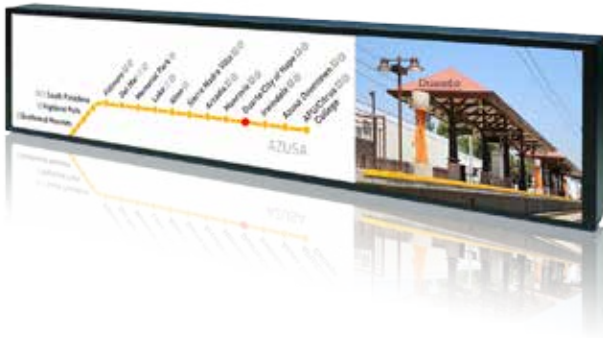 South Pasadena
Highland Park
Southwest Museum
Fillmore
Del Mar
Memorial Park
Lake
Allen
Sierra Madre Villa
Arcadia
Monrovia
Duarte/City of Hope
Irwindale
Azusa Downtown
APU/Citrus
College
AZUSA
Duarte